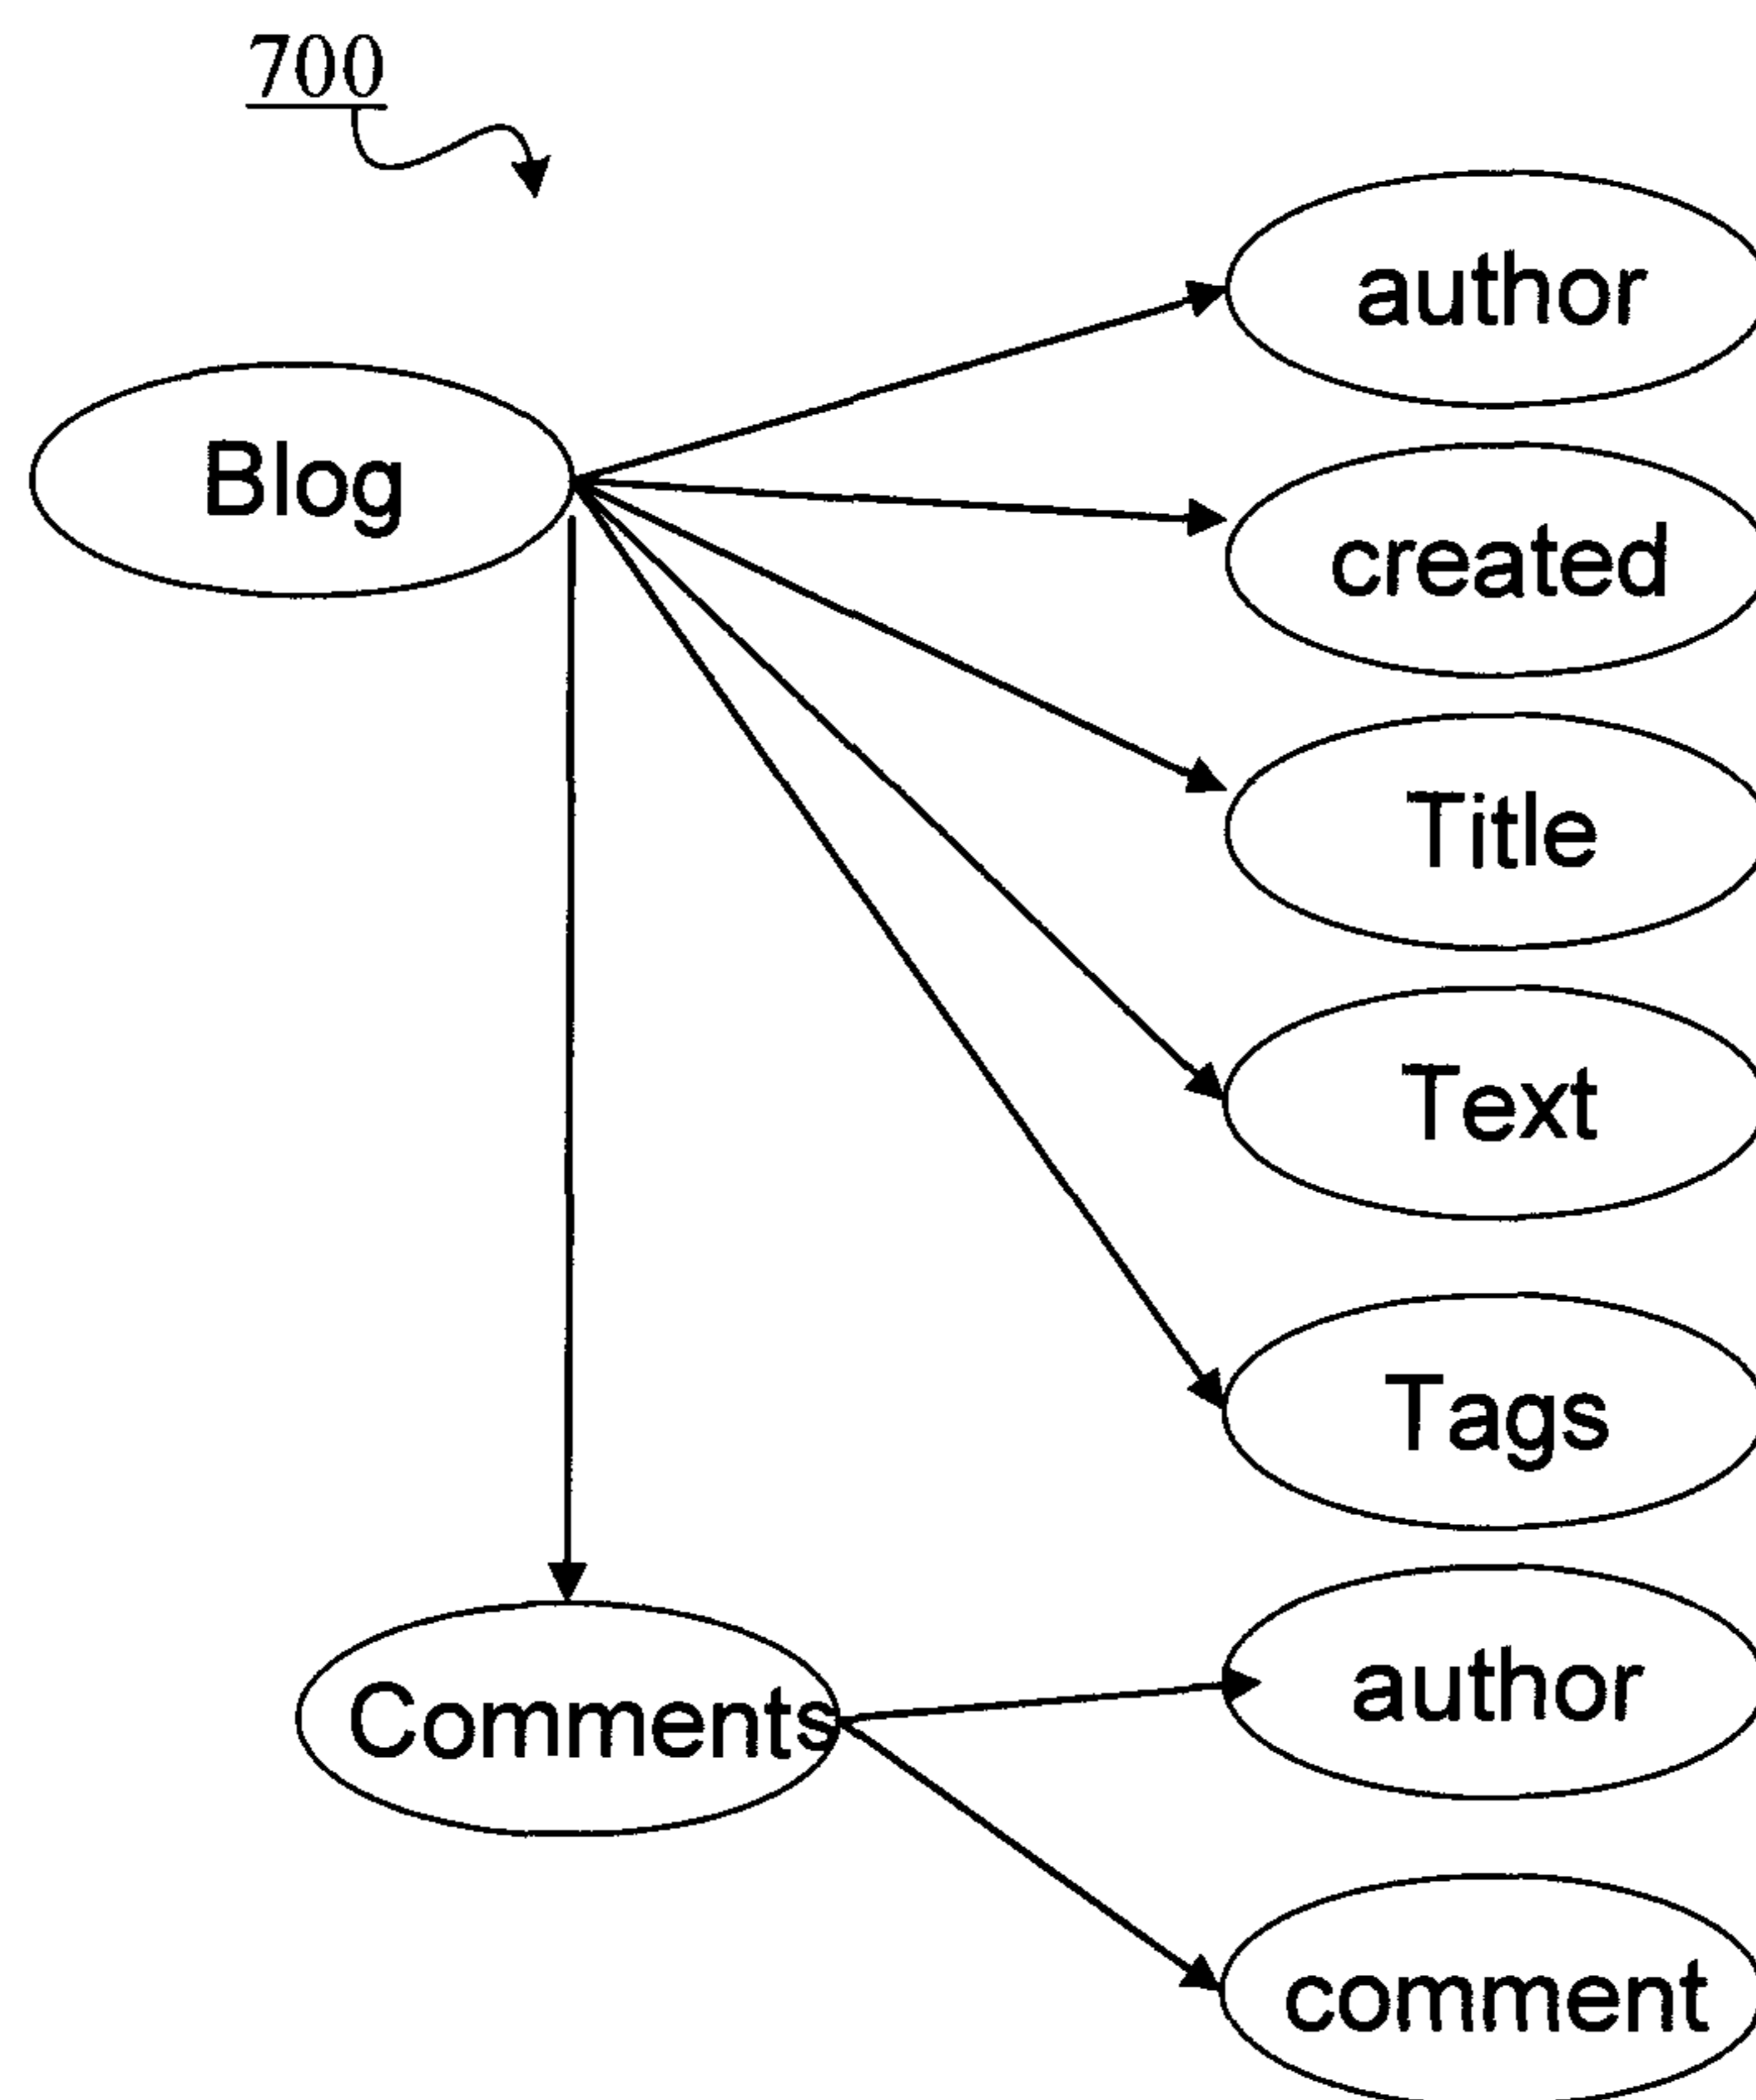 700
author
Blog
created
Title
Text
Tags
author
Comments
comment